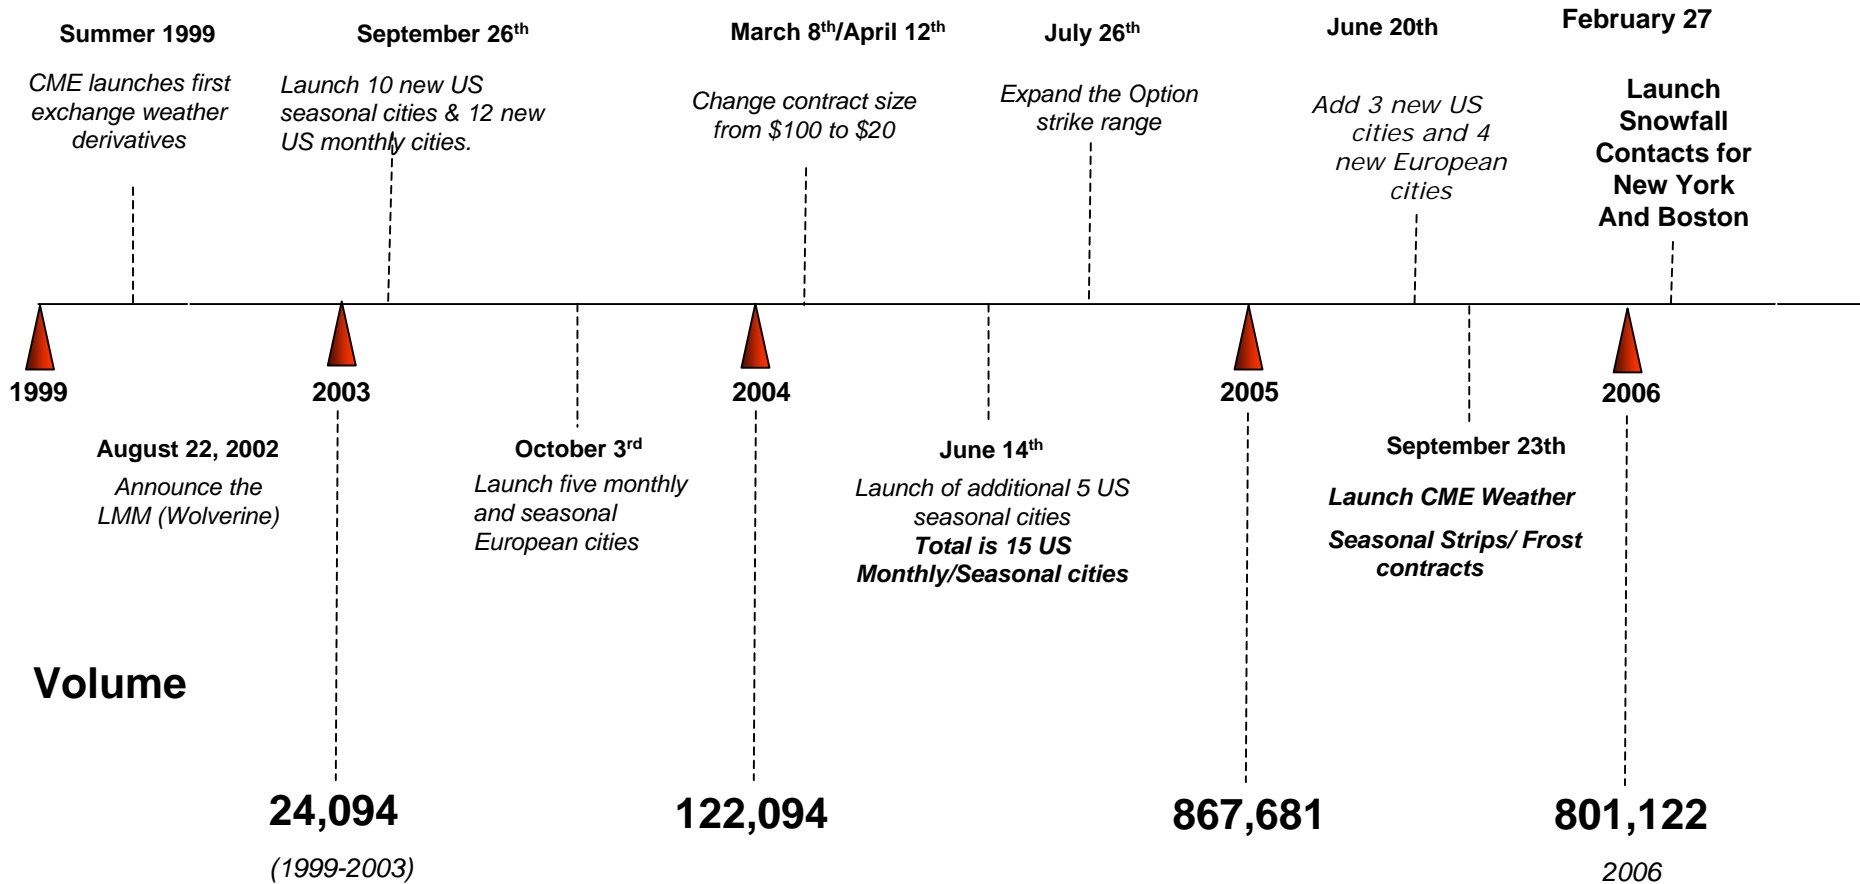 Summer 1999
CME launches first
exchange weather
derivatives
September 26th
Launch 10 new US
seasonal cities & 12 new
US monthly cities.
March 8th/April 12th
Change contract size
from $100 to $20
July 26th
Expand the Option
strike range
June 20th
Add 3 new US
cities and 4
new European
cities
February 27
Launch
Snowfall
Contacts for
New York
And Boston
1999
2003
2004
2005
2006
August 22, 2002
Announce the
LMM (Wolverine)
October 3rd
Launch five monthly
and seasonal
European cities
June 14th
Launch of additional 5 US
seasonal cities
Total is 15 US
Monthly/Seasonal cities
September 23th
Launch CME Weather
Seasonal Strips/ Frost
contracts
Volume
24,094
(1999-2003)
122,094
867,681
801,122
2006